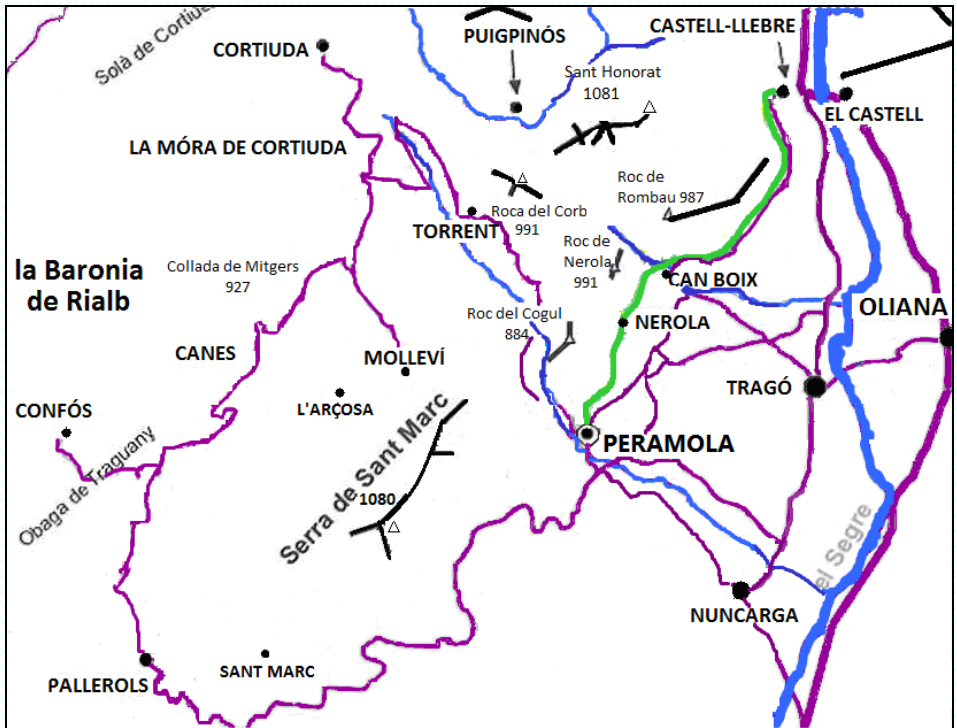 Solà de Cortiuda
CORTIUDA
PUIGPINÓS
CASTELL-LLEBRE
Sant Honorat
1081
EL CASTELL
LA MÓRA DE CORTIUDA
Roc de
Rombau 987
Roca del Corb
991
TORRENT
Roc de
Nerola
991
la Baronia
de Rialb
Collada de Mitgers
927
CAN BOIX
OLIANA
Roc del Cogul
884
NEROLA
CANES
MOLLEVÍ
TRAGÓ
L'ARÇOSA
CONFÓS
PERAMOLA
Obaga de Traguany
Serra de Sant Marc
1080
el Segre
NUNCARGA
SANT MARC
PALLEROLS